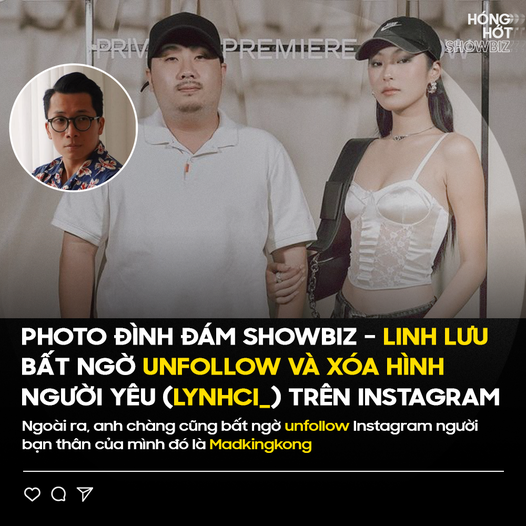 HÓNG
HỚT
SHOWBIZ
PRIV PREMIERE OW
PHOTO ĐÌNH ĐÁM SHOWBIZ - LINH LƯU
BẤT NGỜ UNFOLLOW VÀ XÓA HÌNH
NGƯỜI YÊU (LYNHCI_) TRÊN INSTAGRAM
Ngoài ra, anh chàng cũng bất ngờ unfollow Instagram người
bạn thân của mình đó là Madkingkong